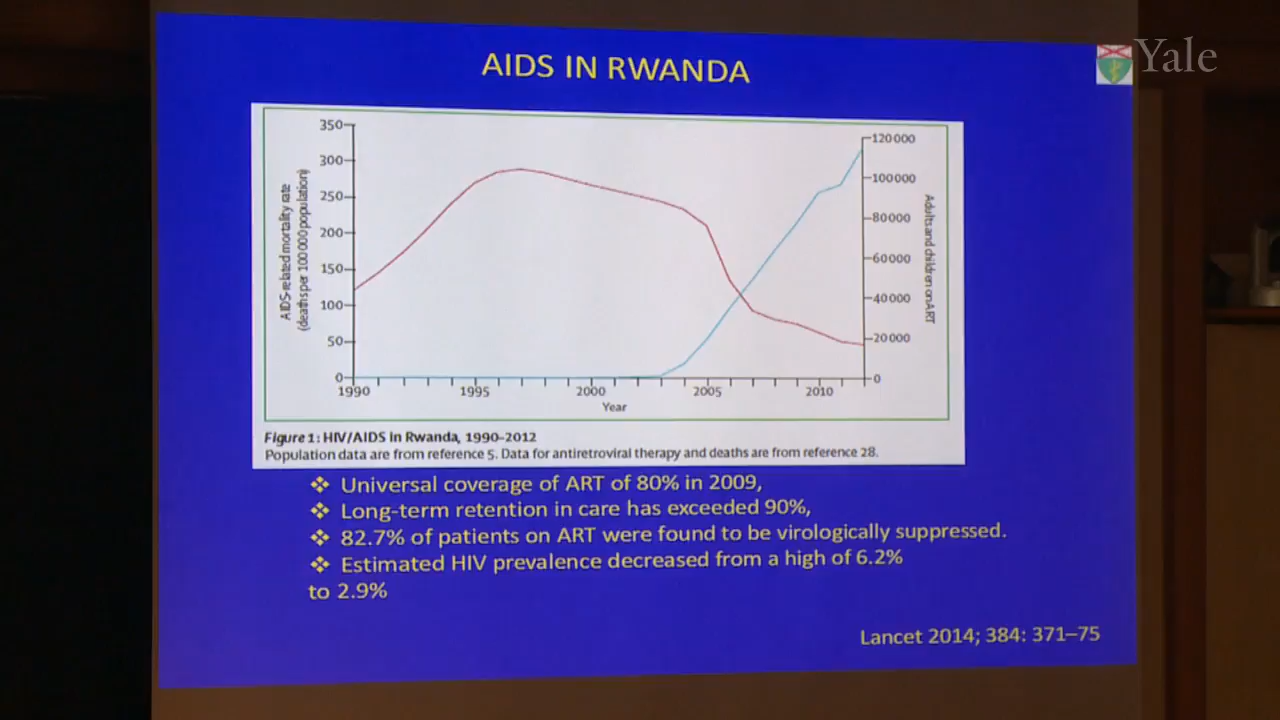 AIDS IN RWANDA
Yale
AIDS-related mortality rate
(deaths per 100 000 population)
350
300
250
200
150
100
50
0
120 000
100 000
80 000
60 000
40 000
20 000
0
Adults and children on ART
1990 1995 2000 2005 2010
Year
Figure 1: HIV/AIDS in Rwanda, 1990–2012
Population data are from reference 5. Data for antiretroviral therapy and deaths are from reference 28.
❖ Universal coverage of ART of 80% in 2009,
❖ Long-term retention in care has exceeded 90%,
❖ 82.7% of patients on ART were found to be virologically suppressed.
❖ Estimated HIV prevalence decreased from a high of 6.2%
to 2.9%
Lancet 2014; 384: 371–75